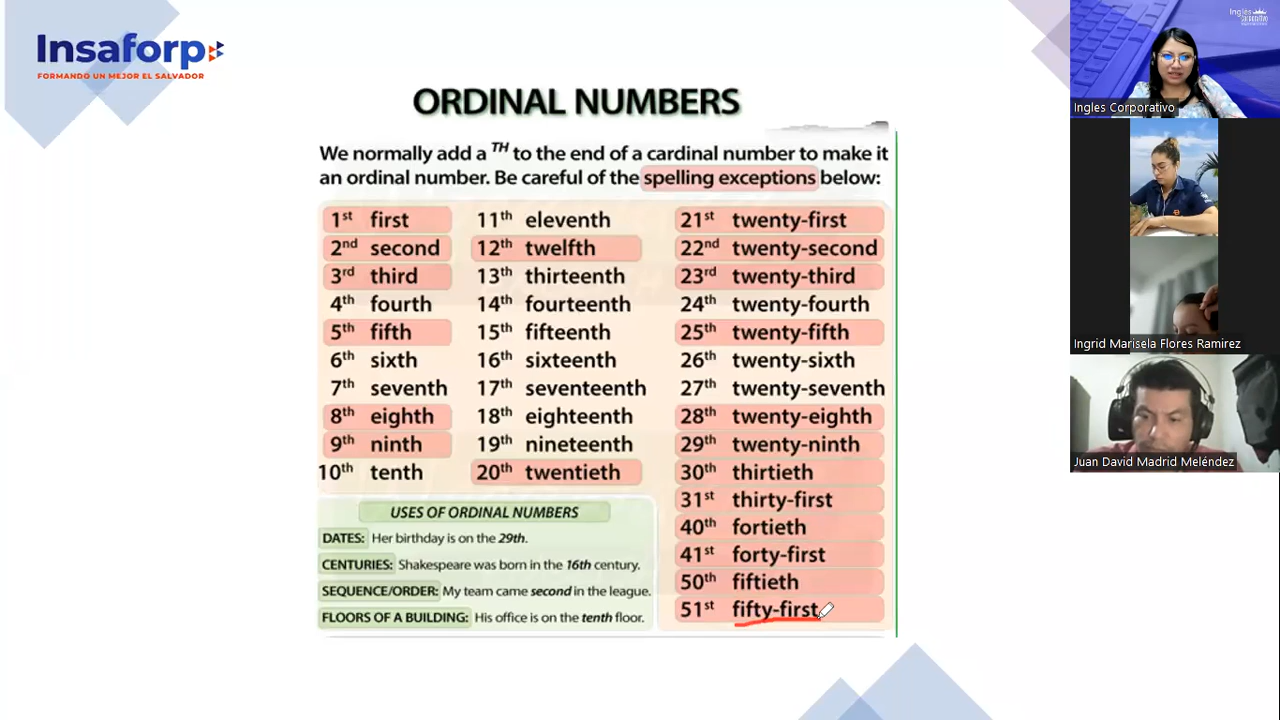 Insaforp
FORMANDO UN MEJOR EL SALVADOR
ORDINAL NUMBERS
We normally add a TH to the end of a cardinal number to make it
an ordinal number. Be careful of the spelling exceptions below:
1st first
2nd second
3rd third
4th fourth
5th fifth
6th sixth
7th seventh
8th eighth
9th ninth
10th tenth
11th eleventh
12th twelfth
13th thirteenth
14th fourteenth
15th fifteenth
16th sixteenth
17th seventeenth
18th eighteenth
19th nineteenth
20th twentieth
21st twenty-first
22nd twenty-second
23rd twenty-third
24th twenty-fourth
25th twenty-fifth
26th twenty-sixth
27th twenty-seventh
28th twenty-eighth
29th twenty-ninth
30th thirtieth
31st thirty-first
40th fortieth
41st forty-first
50th fiftieth
51st fifty-first
USES OF ORDINAL NUMBERS
DATES: Her birthday is on the 29th.
CENTURIES: Shakespeare was born in the 16th century.
SEQUENCE/ORDER: My team came second in the league.
FLOORS OF A BUILDING: His office is on the tenth floor.
Ingles
Corporativo
Ingles Corporativo
Ingrid Marisela Flores Ramirez
Juan David Madrid Meléndez